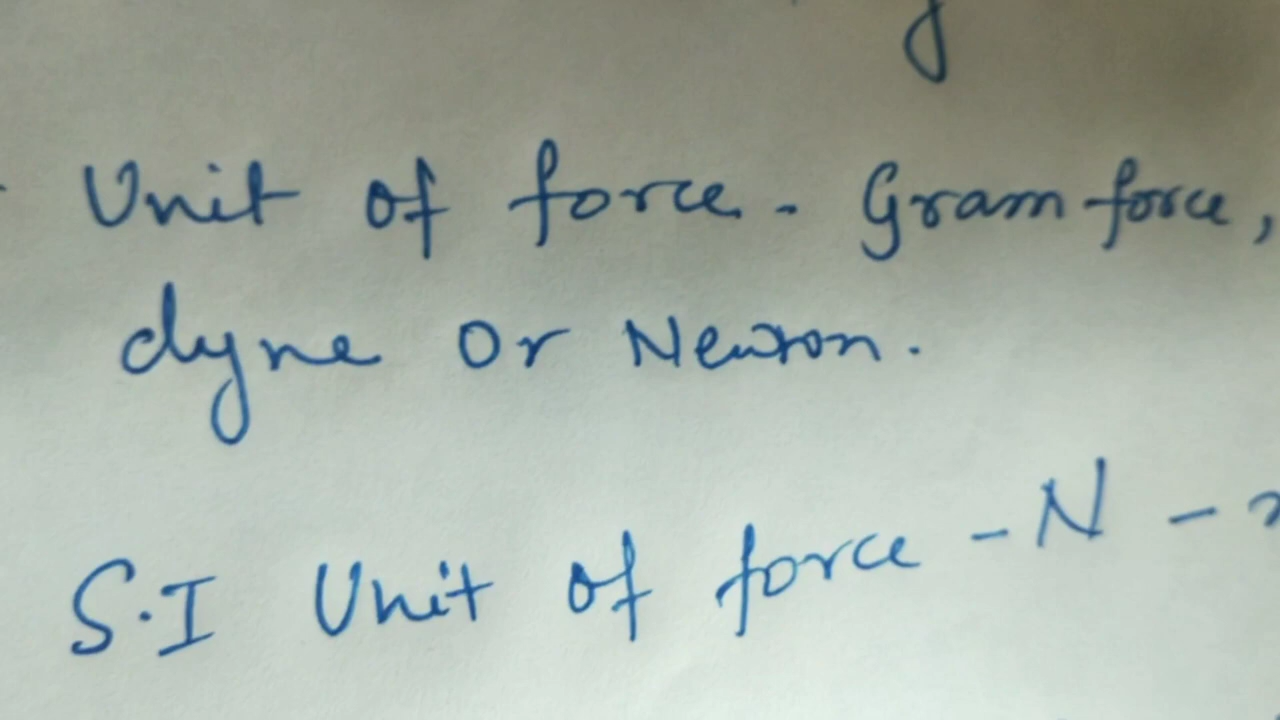 Unit of force - Gram force,
dyne or Newton.
S.I Unit of force - N -